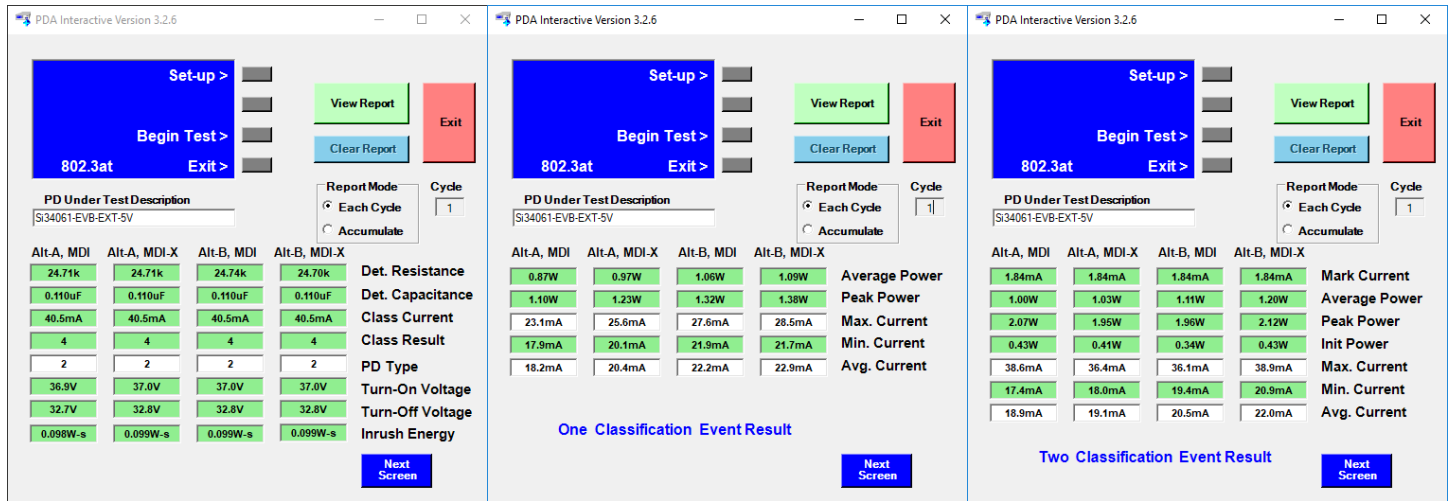 PDA Interactive Version 3.2.6
Set-up >
Begin Test >
802.3at Exit >
View Report
Clear Report
Exit
PD Under Test Description
Si34061-EVB-EXT-5V
Report Mode
Each Cycle
Accumulate
Cycle
1
Alt-A, MDI Alt-A, MDI-X Alt-B, MDI Alt-B, MDI-X
24.71k 24.71k 24.74k 24.70k Det. Resistance
0.110uF 0.110uF 0.110uF 0.110uF Det. Capacitance
40.5mA 40.5mA 40.5mA 40.5mA Class Current
4 4 4 4 Class Result
2 2 2 2 PD Type
36.9V 37.0V 37.0V 37.0V Turn-On Voltage
32.7V 32.8V 32.8V 32.8V Turn-Off Voltage
0.098W-s 0.099W-s 0.099W-s 0.099W-s Inrush Energy
Next
Screen
PDA Interactive Version 3.2.6
Set-up >
Begin Test >
802.3at Exit >
View Report
Clear Report
Exit
PD Under Test Description
Si34061-EVB-EXT-5V
Report Mode
Each Cycle
Accumulate
Cycle
1
Alt-A, MDI Alt-A, MDI-X Alt-B, MDI Alt-B, MDI-X
0.87W 0.97W 1.06W 1.09W Average Power
1.10W 1.23W 1.32W 1.38W Peak Power
23.1mA 25.6mA 27.6mA 28.5mA Max. Current
17.9mA 20.1mA 21.9mA 21.7mA Min. Current
18.2mA 20.4mA 22.2mA 22.9mA Avg. Current
One Classification Event Result
Next
Screen
PDA Interactive Version 3.2.6
Set-up >
Begin Test >
802.3at Exit >
View Report
Clear Report
Exit
PD Under Test Description
Si34061-EVB-EXT-5V
Report Mode
Each Cycle
Accumulate
Cycle
1
Alt-A, MDI Alt-A, MDI-X Alt-B, MDI Alt-B, MDI-X
1.84mA 1.84mA 1.84mA 1.84mA Mark Current
1.00W 1.03W 1.11W 1.20W Average Power
2.07W 1.95W 1.96W 2.12W Peak Power
0.43W 0.41W 0.34W 0.43W Init Power
38.6mA 36.4mA 36.1mA 38.9mA Max. Current
17.4mA 18.0mA 19.4mA 20.9mA Min. Current
18.9mA 19.1mA 20.5mA 22.0mA Avg. Current
Two Classification Event Result
Next
Screen